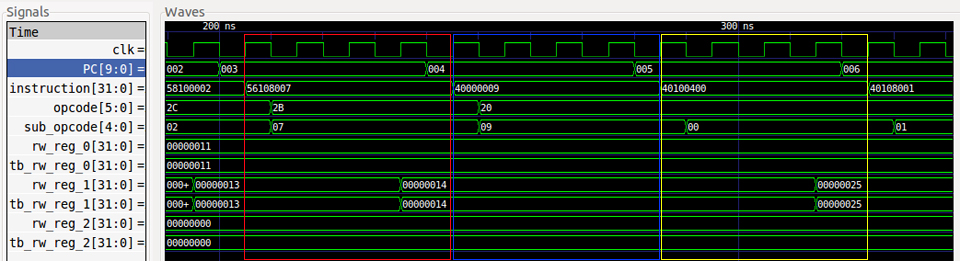 Signals
Waves
Time
200 ns
300 ns
clk=
PC[9:0]=
002
003
004
005
006
instruction[31:0]=
58100002
56108007
40000009
40100400
40108001
opcode[5:0]=
2C
2B
20
sub_opcode[4:0]=
02
07
09
00
01
rw_reg_0[31:0]=
00000011
tb_rw_reg_0[31:0]=
00000011
rw_reg_1[31:0]=
000+
00000013
00000014
00000025
tb_rw_reg_1[31:0]=
000+
00000013
00000014
00000025
rw_reg_2[31:0]=
00000000
tb_rw_reg_2[31:0]=
00000000